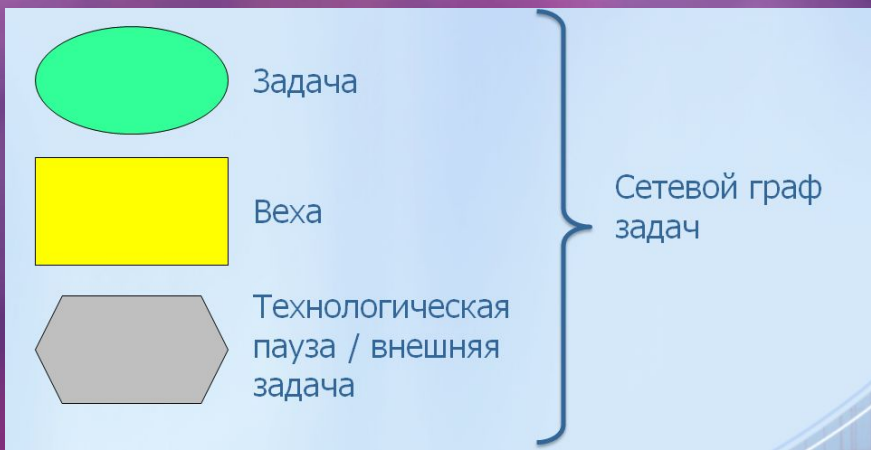 Задача
Веха
Технологическая
пауза / внешняя
задача
Сетевой граф
задач